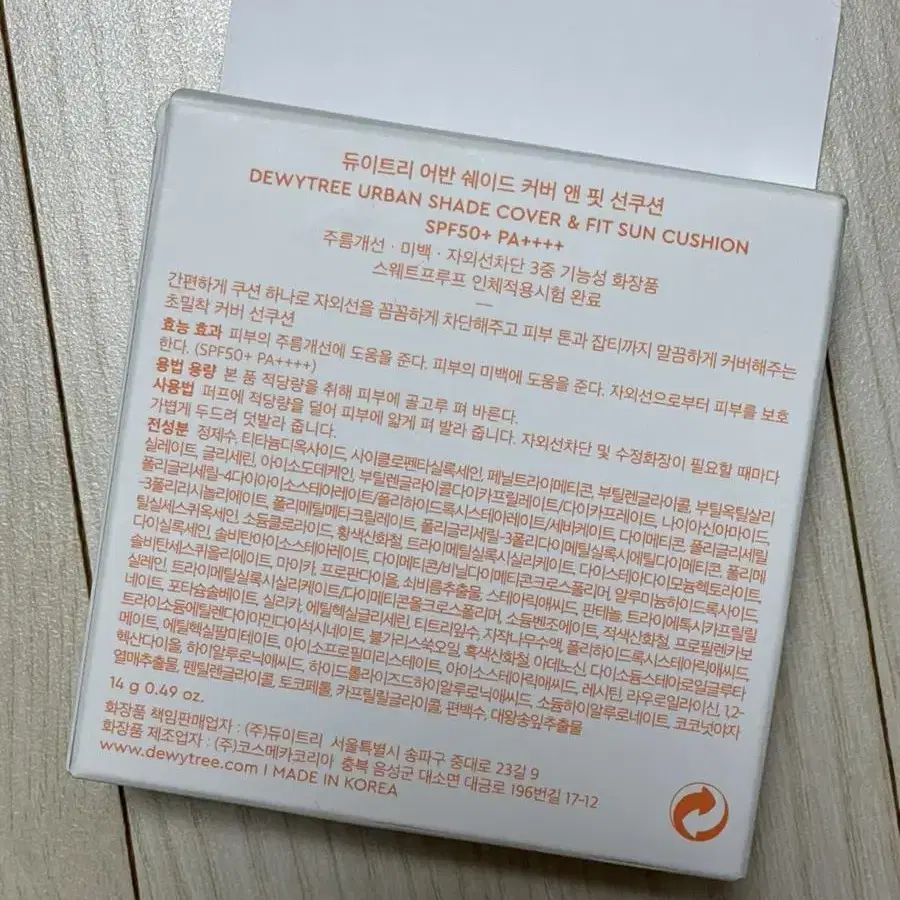 듀이트리 어반 쉐이드 커버 앤 핏 선쿠션
DEWYTREE URBAN SHADE COVER & FIT SUN CUSHION
SPF50+ PA++++
주름개선 · 미백 · 자외선차단 3중 기능성 화장품
스웨트프루프 인체적용시험 완료
간편하게 쿠션 하나로 자외선을 꼼꼼하게 차단해주고 피부 톤과 잡티까지 말끔하게 커버해주는
초밀착 커버 선쿠션
효능 효과 피부의 주름개선에 도움을 준다. 피부의 미백에 도움을 준다. 자외선으로부터 피부를 보호
한다. (SPF50+ PA++++)
용법 용량 본 품 적당량을 취해 피부에 골고루 펴 바른다.
사용법 퍼프에 적당량을 덜어 피부에 얇게 펴 발라 줍니다. 자외선차단 및 수정화장이 필요할 때마다
가볍게 두드려 덧발라 줍니다.
전성분 정제수, 티타늄디옥사이드, 사이클로펜타실록세인, 페닐트라이메티콘, 부틸렌글라이콜, 부틸옥틸살리
실레이트, 글리세린, 아이소도데케인, 부틸렌글라이콜다이카프릴레이트/다이카프레이트, 나이아신아마이드,
폴리글리세릴-4다이아이소스테아레이트/폴리하이드록시스테아레이트/세바케이트, 다이메티콘, 폴리글리세릴
-3폴리리시놀리에이트, 폴리메틸메타크릴레이트, 폴리글리세릴-3폴리다이메틸실록시에틸다이메티콘, 폴리메
틸실세스퀴옥세인, 소듐클로라이드, 황색산화철, 트라이메틸실록시실리케이트, 다이스테아다이모늄헥토라이트,
다이실록세인, 솔비탄아이소스테아레이트, 다이메티콘/비닐다이메티콘크로스폴리머, 알루미늄하이드록사이드,
솔비탄세스퀴올리에이트, 마이카, 프로판다이올, 쇠비름추출물, 스테아릭애씨드, 판테놀, 트라이에톡시카프릴릴
실레인, 트라이메틸실록시실리케이트/다이메티콘올크로스폴리머, 소듐벤조에이트, 적색산화철, 프로필렌카보
네이트, 포타슘솔베이트, 실리카, 에틸헥실글리세린, 티트리잎수, 자작나무수액, 폴리하이드록시스테아릭애씨드,
트라이소듐에틸렌다이아민다이석시네이트, 불가리스쑥오일, 흑색산화철, 아데노신, 다이소듐스테아로일글루타
메이트, 에틸헥실팔미테이트, 아이소프로필미리스테이트, 아이소스테아릭애씨드, 레시틴, 라우로일라이신, 1,2-
헥산다이올, 하이알루로닉애씨드, 하이드롤라이즈드하이알루로닉애씨드, 소듐하이알루로네이트, 코코넛야자
열매추출물, 펜틸렌글라이콜, 토코페롤, 카프릴릴글라이콜, 편백수, 대왕송잎추출물
14 g 0.49 oz.
화장품 책임판매업자 : (주)듀이트리 서울특별시 송파구 중대로 23길 9
화장품 제조업자 : (주)코스메카코리아 충북 음성군 대소면 대금로 196번길 17-12
www.dewytree.com I MADE IN KOREA